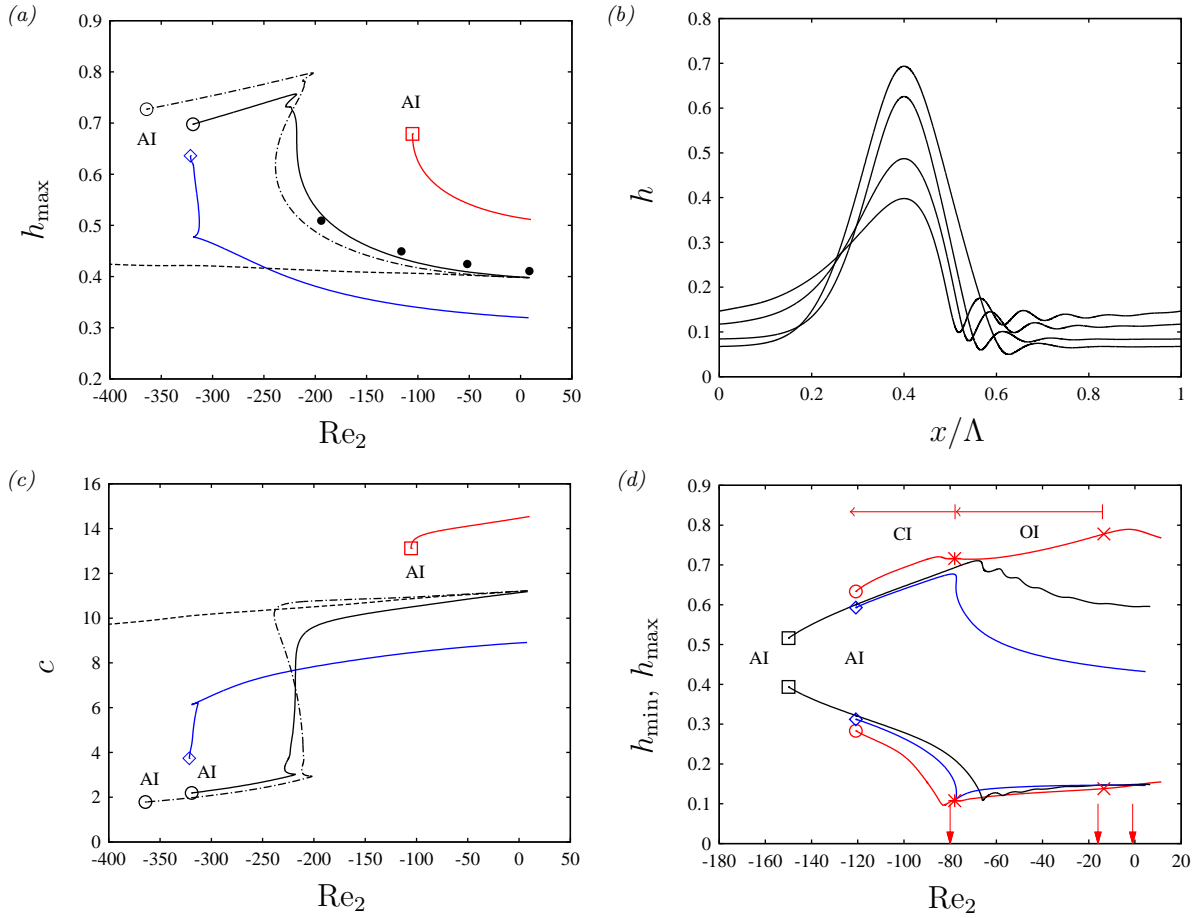 (a)
0.9
0.8
0.7
0.6
0.5
0.4
0.3
0.2
h_max
AI
AI
-400 -350 -300 -250 -200 -150 -100 -50 0 50
Re_2
(b)
0.8
0.7
0.6
0.5
0.4
0.3
0.2
0.1
0
h
0 0.2 0.4 0.6 0.8 1
x/Λ
(c)
16
14
12
10
8
6
4
2
0
c
AI
AI
AI
-400 -350 -300 -250 -200 -150 -100 -50 0 50
Re_2
(d)
0.9
0.8
0.7
0.6
0.5
0.4
0.3
0.2
0.1
0
h_min, h_max
CI OI
AI AI
-180 -160 -140 -120 -100 -80 -60 -40 -20 0 20
Re_2